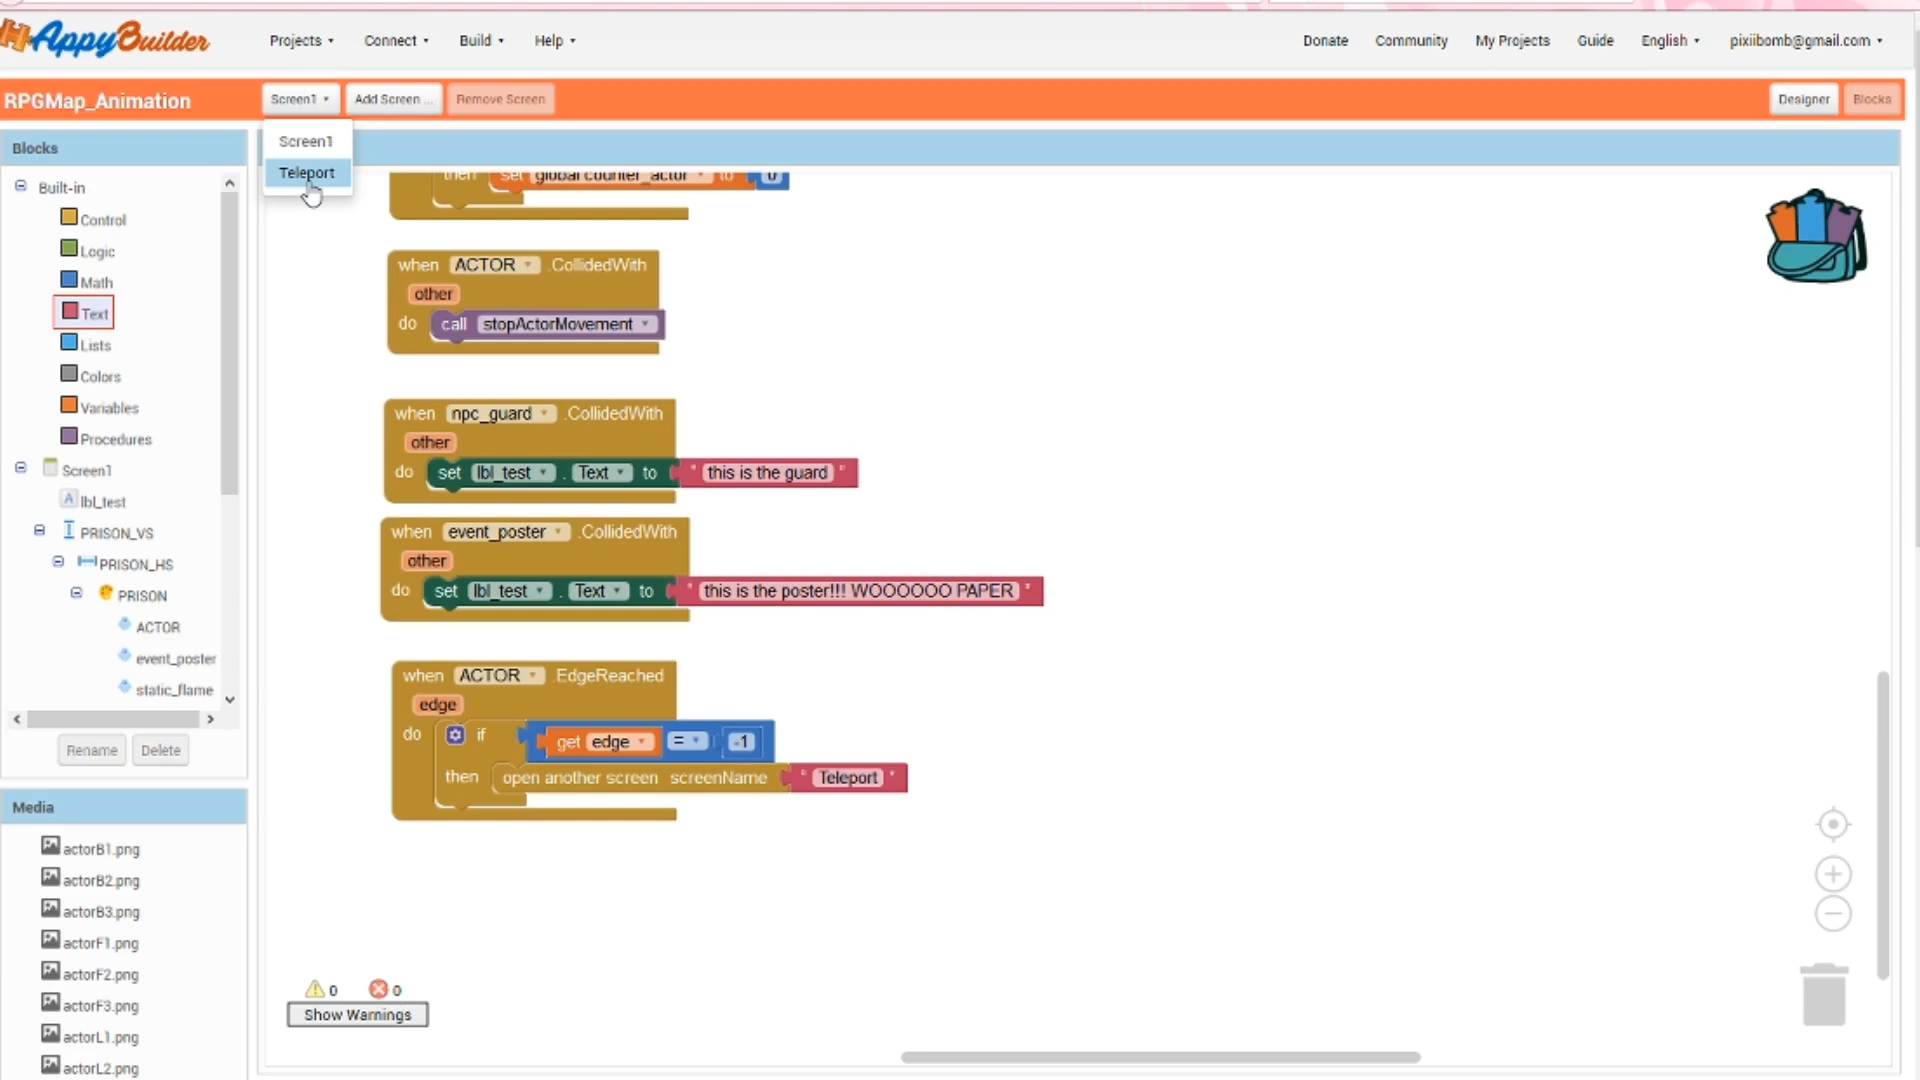 AppyBuilder
Projects
Connect
Build
Help
Donate
Community
My Projects
Guide
English
pixiibomb@gmail.com
RPGMap_Animation
Screen1
Add Screen ...
Remove Screen
Designer
Blocks
Screen1
Teleport
Blocks
Built-in
Control
Logic
Math
Text
Lists
Colors
Variables
Procedures
Screen1
lbl_test
PRISON_VS
PRISON_HS
PRISON
ACTOR
event_poster
static_flame
Rename
Delete
Media
actorB1.png
actorB2.png
actorB3.png
actorF1.png
actorF2.png
actorF3.png
actorL1.png
actorL2.png
then set global counter_actor to 0
when ACTOR .CollidedWith
other
do call stopActorMovement
when npc_guard .CollidedWith
other
do set lbl_test . Text to " this is the guard "
when event_poster .CollidedWith
other
do set lbl_test . Text to " this is the poster!!! WOOOOOO PAPER "
when ACTOR .EdgeReached
edge
do if get edge = -1
then open another screen screenName " Teleport "
0 0
Show Warnings